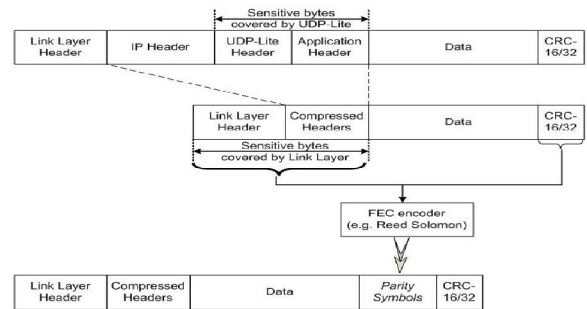 Sensitive bytes
covered by UDP-Lite
Link Layer
Header
IP Header
UDP-Lite
Header
Application
Header
Data
CRC-
16/32
Link Layer
Header
Compressed
Headers
Data
CRC-
16/32
Sensitive bytes
covered by Link Layer
FEC encoder
(e.g. Reed Solomon)
Link Layer
Header
Compressed
Headers
Data
Parity
Symbols
CRC-
16/32